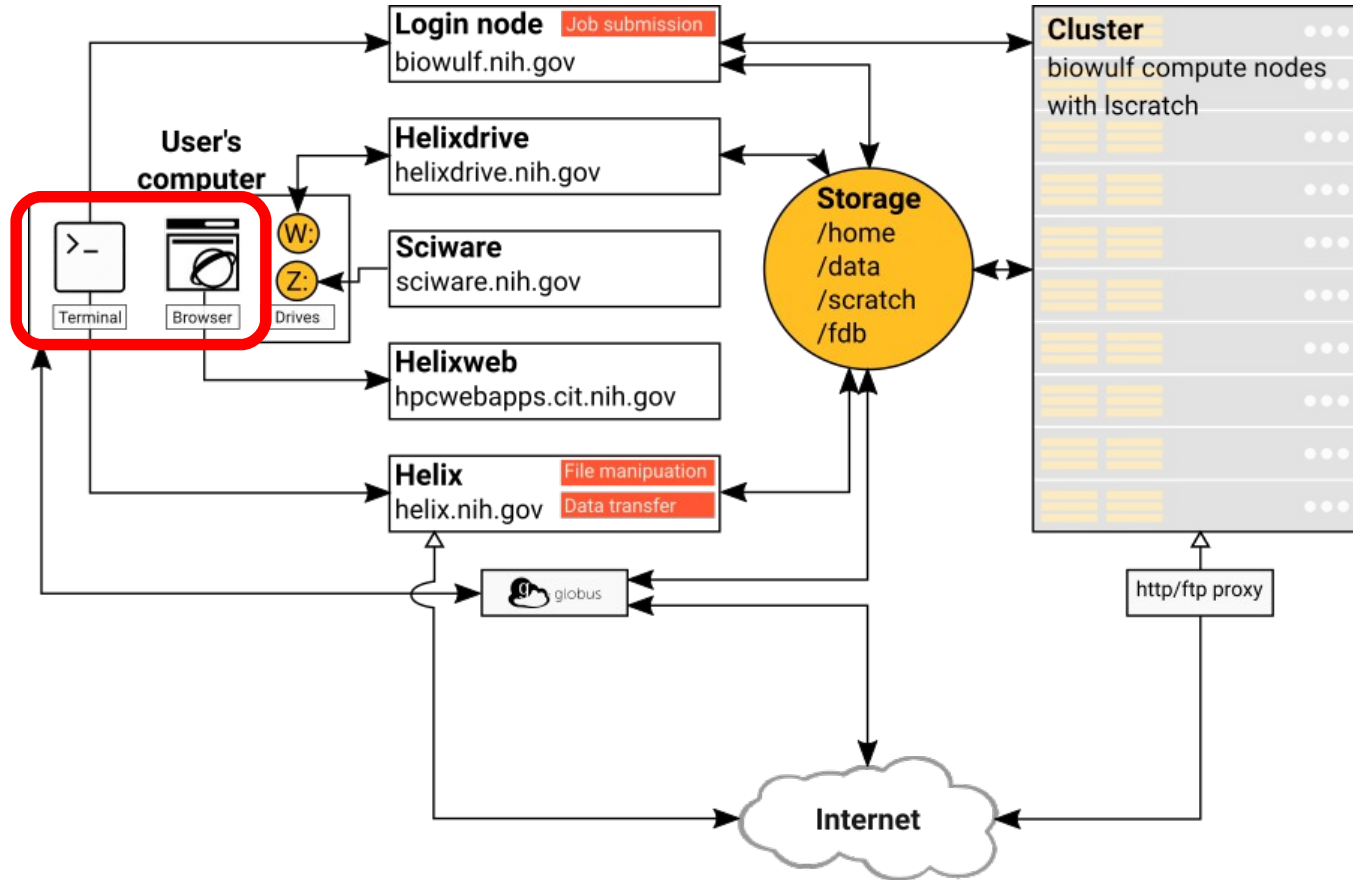 Login node
Job submission
biowulf.nih.gov
Cluster
biowulf compute nodes
with lscratch
User's
computer
Helixdrive
helixdrive.nih.gov
W:
Z:
>_
Terminal
Browser
Drives
Sciware
sciware.nih.gov
Storage
/home
/data
/scratch
/fdb
Helixweb
hpcwebapps.cit.nih.gov
Helix
File manipuation
helix.nih.gov
Data transfer
g globus
http/ftp proxy
Internet